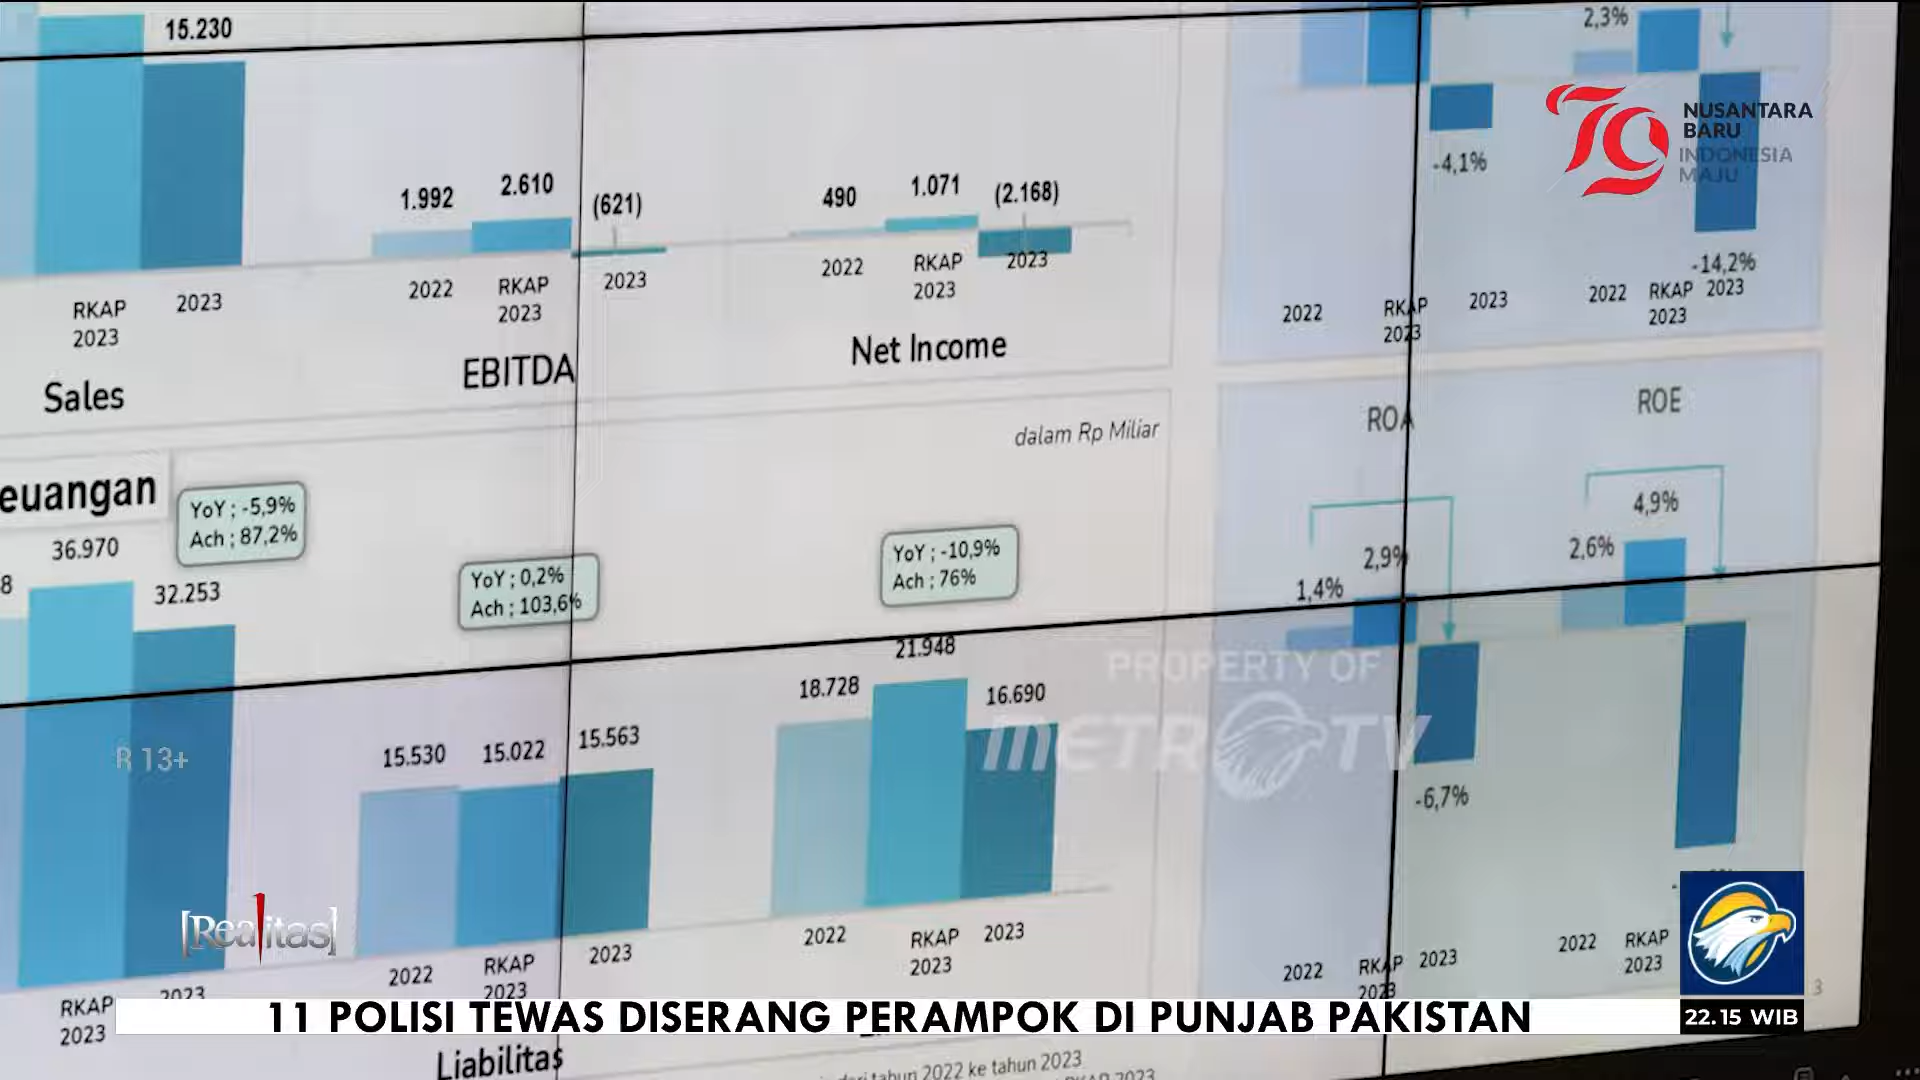 15.230
1.992
2.610
(621)
490
1.071
(2.168)
RKAP
2023
2023
2022
RKAP
2023
2023
2022
RKAP
2023
2023
Sales
EBITDA
Net Income
2,3%
-4,1%
-14,2%
2022
RKAP
2023
2023
2022
RKAP
2023
2023
79
NUSANTARA
BARU
INDONESIA
MAJU
dalam Rp Miliar
euangan
YoY ; -5,9%
Ach ; 87,2%
YoY ; 0,2%
Ach ; 103,6%
YoY ; -10,9%
Ach ; 76%
8
36.970
32.253
15.530
15.022
15.563
18.728
21.948
16.690
RKAP
2023
2023
2022
RKAP
2023
2023
2022
RKAP
2023
2023
Liabilitas
ROA
ROE
1,4%
2,9%
-6,7%
2,6%
4,9%
2022
RKAP
2023
2023
2022
RKAP
2023
3
PROPERTY OF
METRO TV
R 13+
[Realitas]
11 POLISI TEWAS DISERANG PERAMPOK DI PUNJAB PAKISTAN
22.15 WIB
dari tahun 2022 ke tahun 2023
RKAP 2023